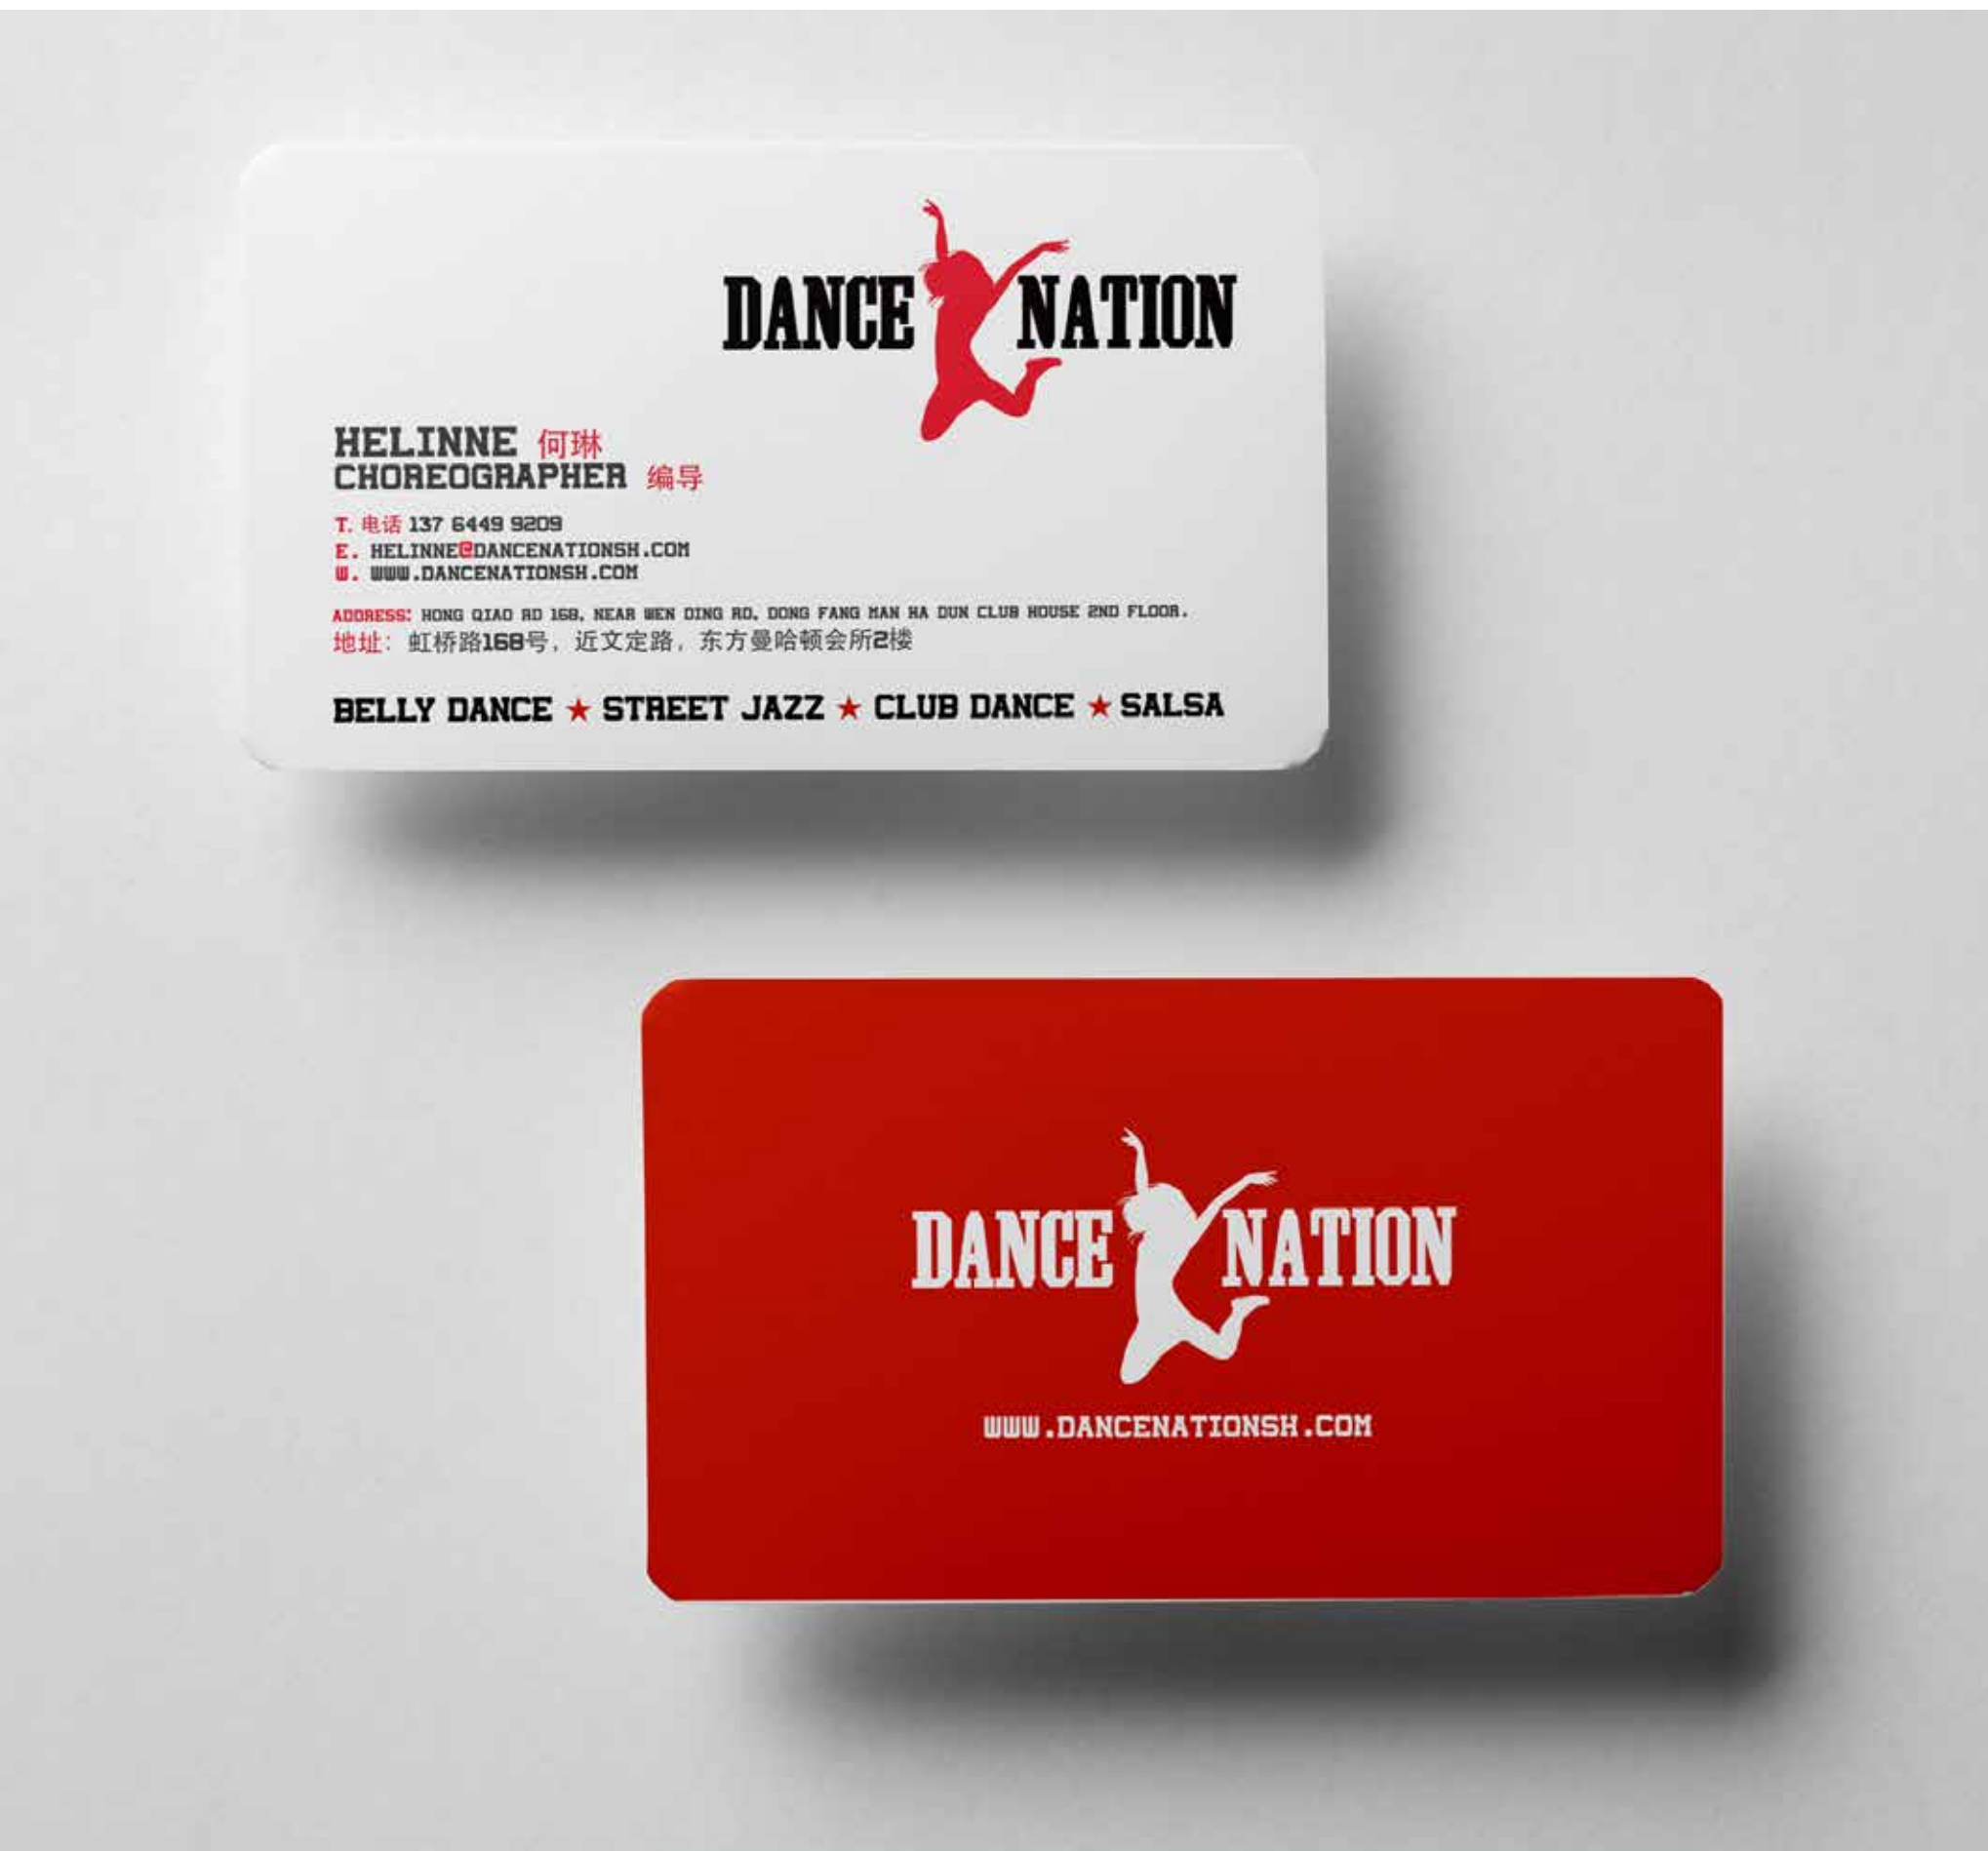 DANCE NATION
HELINNE 何琳
CHOREOGRAPHER 编导
T. 电话 137 6449 9209
E. HELINNE@DANCENATIONSH.COM
W. WWW.DANCENATIONSH.COM
ADDRESS: HONG QIAO RD 168, NEAR WEN DING RD, DONG FANG MAN HA DUN CLUB HOUSE 2ND FLOOR.
地址：虹桥路168号，近文定路，东方曼哈顿会所2楼
BELLY DANCE ★ STREET JAZZ ★ CLUB DANCE ★ SALSA
DANCE NATION
WWW.DANCENATIONSH.COM